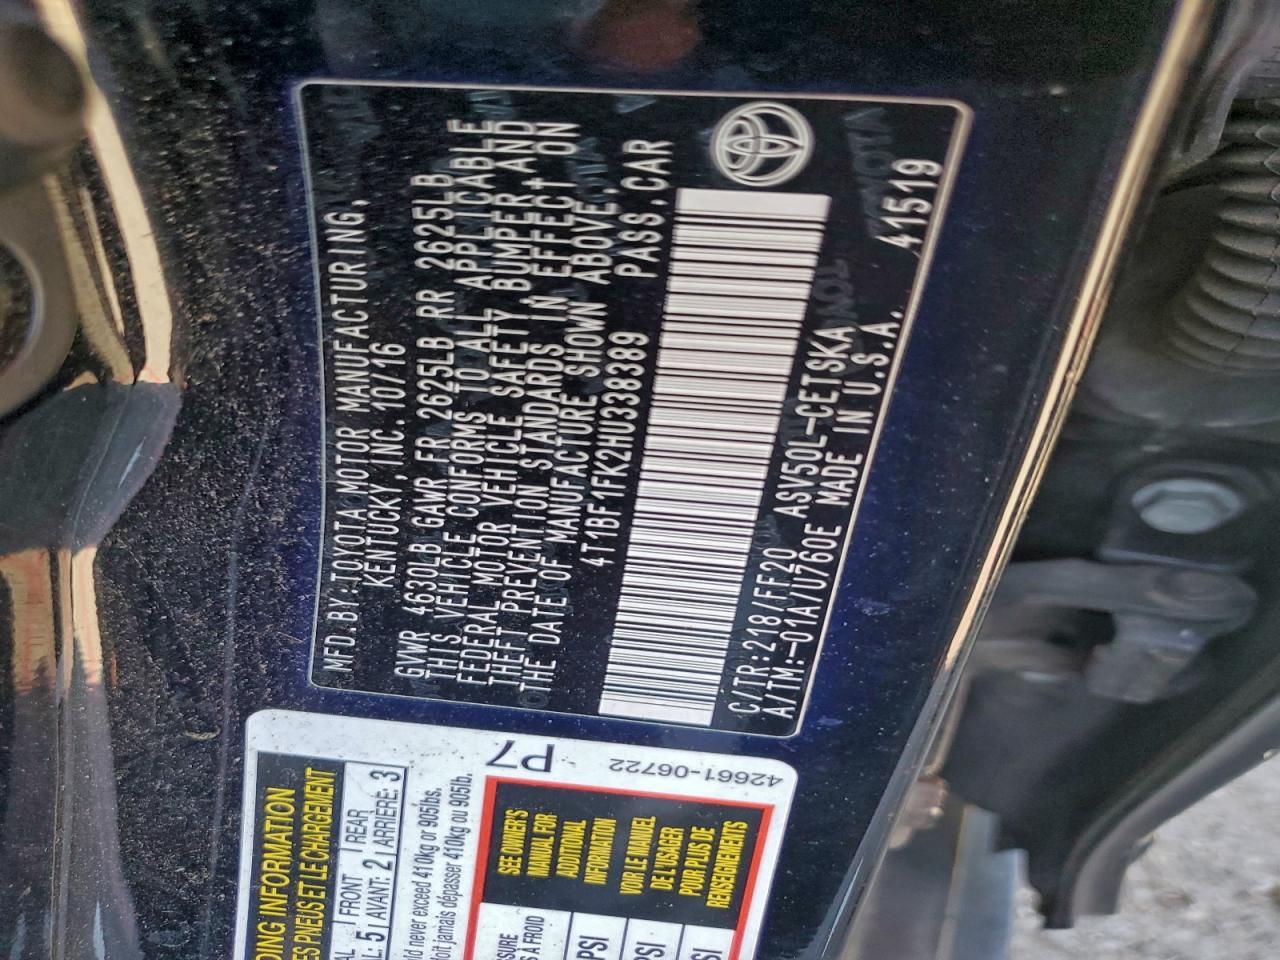 MFD.BY:TOYOTA MOTOR MANUFACTURING,
KENTUCKY,INC. 10/16
GVWR 4630LB GAWR FR 2625LB RR 2625LB
THIS VEHICLE CONFORMS TO ALL APPLICABLE
FEDERAL MOTOR VEHICLE SAFETY,BUMPER,AND
THEFT PREVENTION STANDARDS IN EFFECT ON
THE DATE OF MANUFACTURE SHOWN ABOVE.
4T1BF1FK2HU338389 PASS.CAR
C/TR:218/FF20 ASV50L-CETSKA
A/TM:-01A/U760E MADE IN U.S.A. 41519
TOYOTA
P7
42661-06722
INFORMATION
PNEUS ET LE CHARGEMENT
FRONT REAR
5 AVANT: 2 ARRIÈRE: 3
never exceed 410kg or 905lbs.
jamais dépasser 410kg ou 905lb.
SEE OWNER'S
MANUAL FOR
ADDITIONAL
INFORMATION
VOIR LE MANUEL
DE L'USAGER
POUR PLUS DE
RENSEIGNEMENTS
À FROID
PSI
PSI